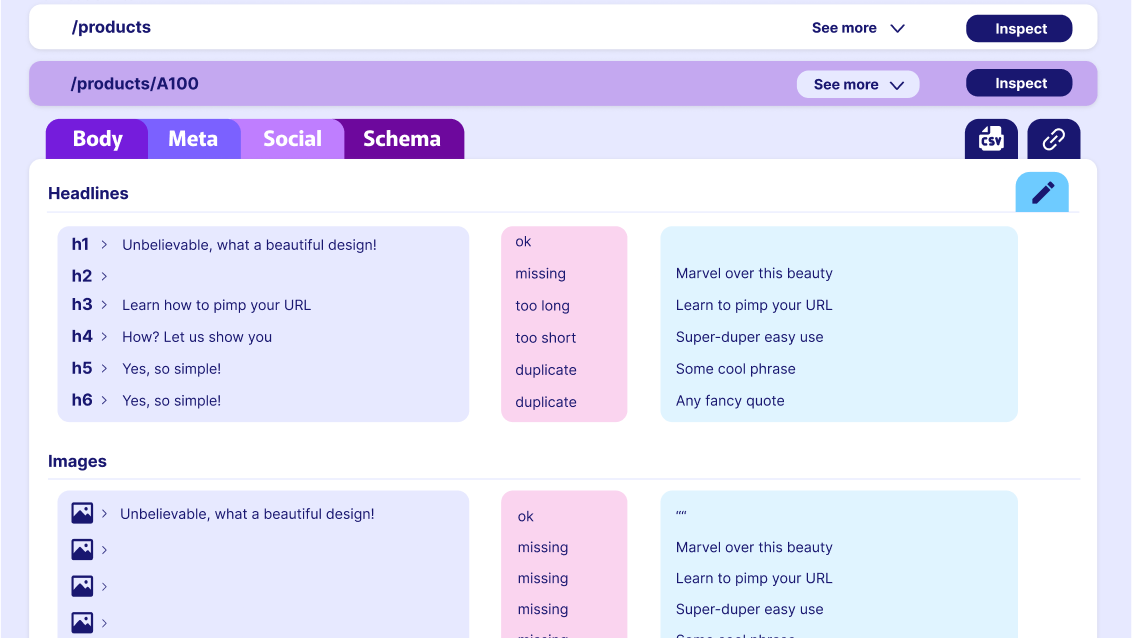 /products See more Inspect
/products/A100 See more Inspect
Body Meta Social Schema CSV
Headlines
h1 > Unbelievable, what a beautiful design! ok
h2 > missing Marvel over this beauty
h3 > Learn how to pimp your URL too long Learn to pimp your URL
h4 > How? Let us show you too short Super-duper easy use
h5 > Yes, so simple! duplicate Some cool phrase
h6 > Yes, so simple! duplicate Any fancy quote
Images
> Unbelievable, what a beautiful design! ok ““
> missing Marvel over this beauty
> missing Learn to pimp your URL
> missing Super-duper easy use
missing Some cool phrase